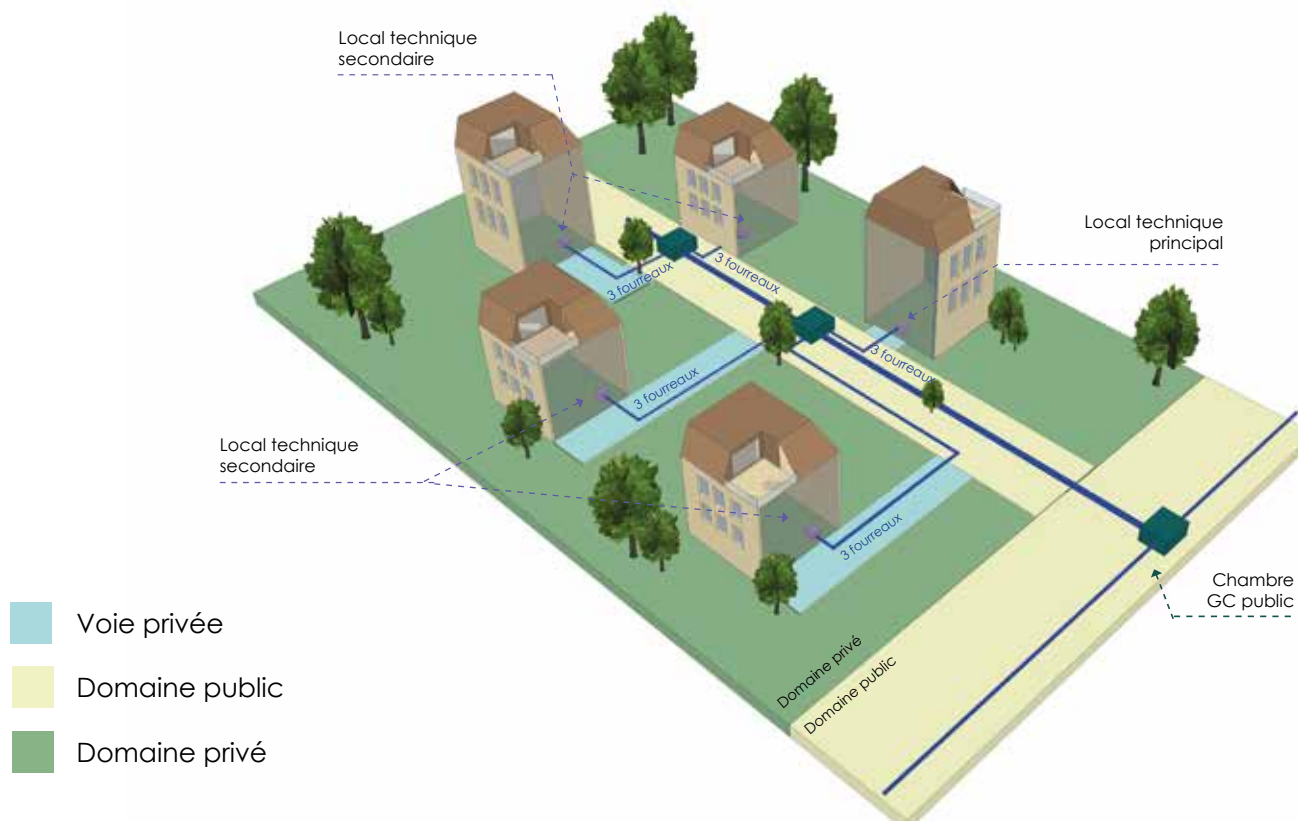 Local technique
secondaire
Local technique
principal
3 fourreaux
3 fourreaux
3 fourreaux
3 fourreaux
Local technique
secondaire
3 fourreaux
Chambre
GC public
Voie privée
Domaine public
Domaine privé
Domaine privé
Domaine public